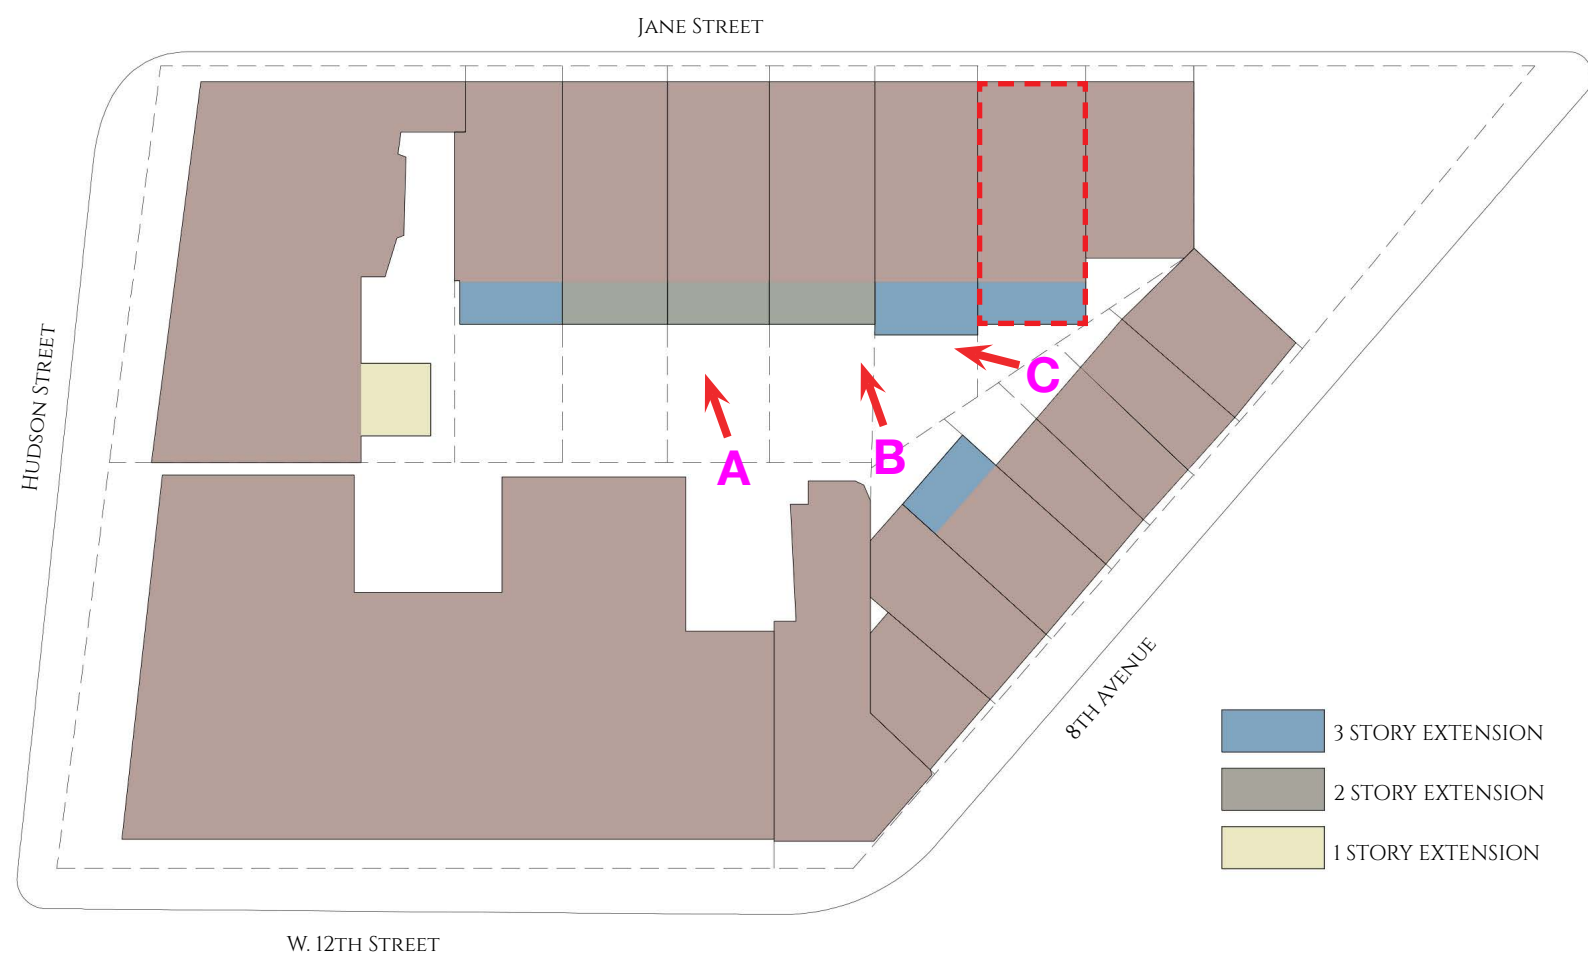 Jane Street
Hudson Street
A
B
C
8th Avenue
3 STORY EXTENSION
2 STORY EXTENSION
1 STORY EXTENSION
W. 12th Street